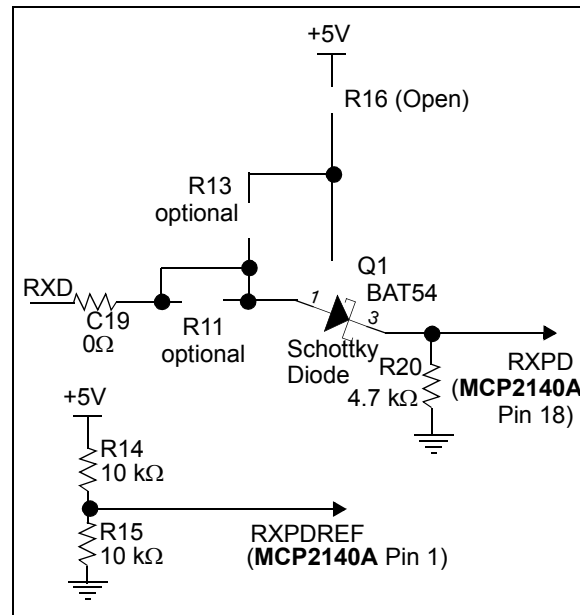 +5V
R16 (Open)
R13
optional
Q1
BAT54
RXD
1
3
C19
0Ω
R11
optional
Schottky
Diode
R20
4.7 kΩ
RXPD
(MCP2140A
Pin 18)
+5V
R14
10 kΩ
R15
10 kΩ
RXPDREF
(MCP2140A Pin 1)